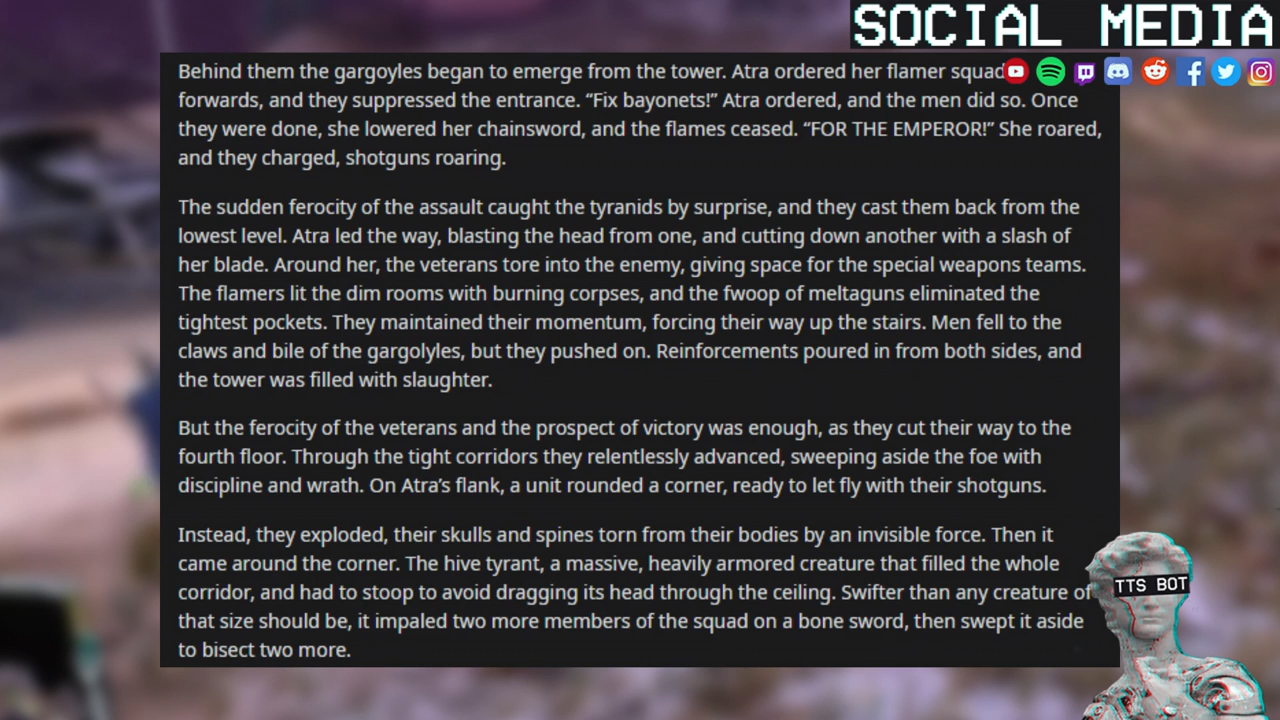 SOCIAL MEDIA
Behind them the gargoyles began to emerge from the tower. Atra ordered her flamer squad
forwards, and they suppressed the entrance. “Fix bayonets!” Atra ordered, and the men did so. Once
they were done, she lowered her chainsword, and the flames ceased. “FOR THE EMPEROR!” She roared,
and they charged, shotguns roaring.
The sudden ferocity of the assault caught the tyranids by surprise, and they cast them back from the
lowest level. Atra led the way, blasting the head from one, and cutting down another with a slash of
her blade. Around her, the veterans tore into the enemy, giving space for the special weapons teams.
The flamers lit the dim rooms with burning corpses, and the fwoop of meltaguns eliminated the
tightest pockets. They maintained their momentum, forcing their way up the stairs. Men fell to the
claws and bile of the gargolyles, but they pushed on. Reinforcements poured in from both sides, and
the tower was filled with slaughter.
But the ferocity of the veterans and the prospect of victory was enough, as they cut their way to the
fourth floor. Through the tight corridors they relentlessly advanced, sweeping aside the foe with
discipline and wrath. On Atra’s flank, a unit rounded a corner, ready to let fly with their shotguns.
Instead, they exploded, their skulls and spines torn from their bodies by an invisible force. Then it
came around the corner. The hive tyrant, a massive, heavily armored creature that filled the whole
corridor, and had to stoop to avoid dragging its head through the ceiling. Swifter than any creature of
that size should be, it impaled two more members of the squad on a bone sword, then swept it aside
to bisect two more.
TTS BOT